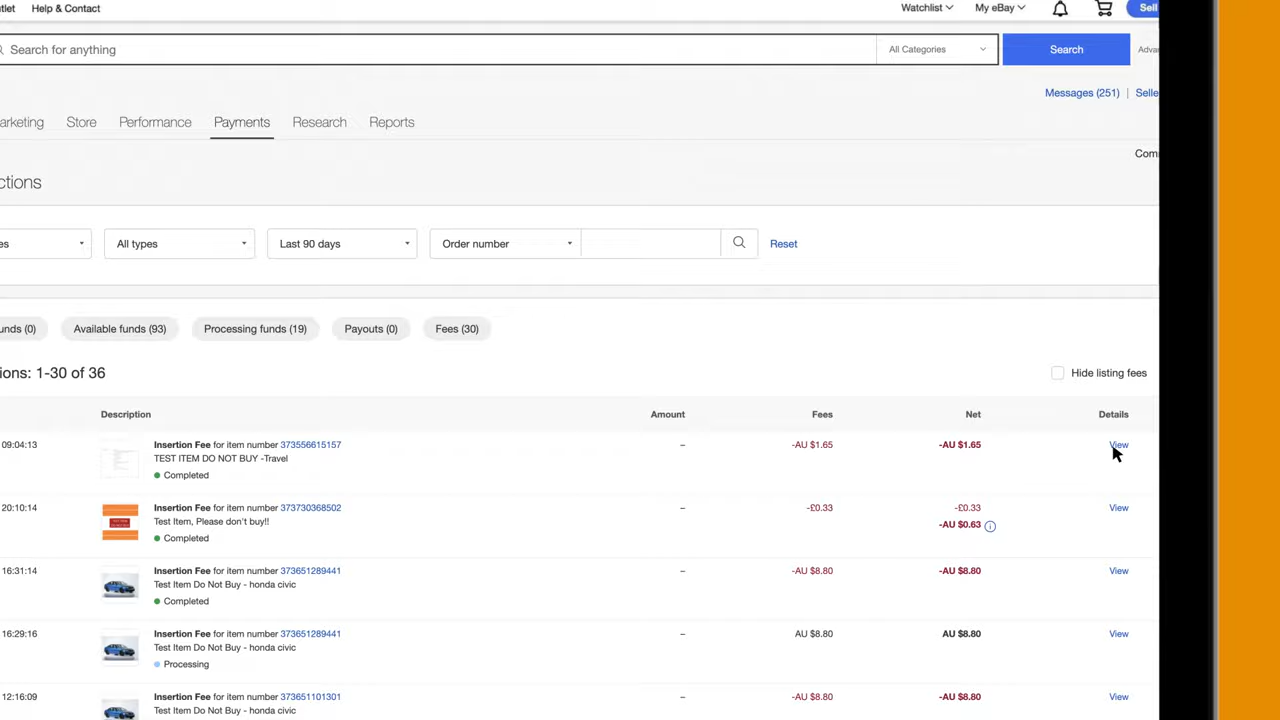 tlet Help & Contact Watchlist My eBay Sell
Search for anything All Categories Search Adva
Messages (251) | Selle
arketing Store Performance Payments Research Reports
Com
ctions
es All types Last 90 days Order number Reset
unds (0) Available funds (93) Processing funds (19) Payouts (0) Fees (30)
ions: 1-30 of 36 Hide listing fees
Description Amount Fees Net Details
09:04:13 Insertion Fee for item number 373556615157 – -AU $1.65 -AU $1.65 View
TEST ITEM DO NOT BUY -Travel
Completed
20:10:14 Insertion Fee for item number 373730368502 – -£0.33 -£0.33 View
Test Item, Please don't buy!! -AU $0.63
Completed
16:31:14 Insertion Fee for item number 373651289441 – -AU $8.80 -AU $8.80 View
Test Item Do Not Buy - honda civic
Completed
16:29:16 Insertion Fee for item number 373651289441 – AU $8.80 AU $8.80 View
Test Item Do Not Buy - honda civic
Processing
12:16:09 Insertion Fee for item number 373651101301 – -AU $8.80 -AU $8.80 View
Test Item Do Not Buy - honda civic